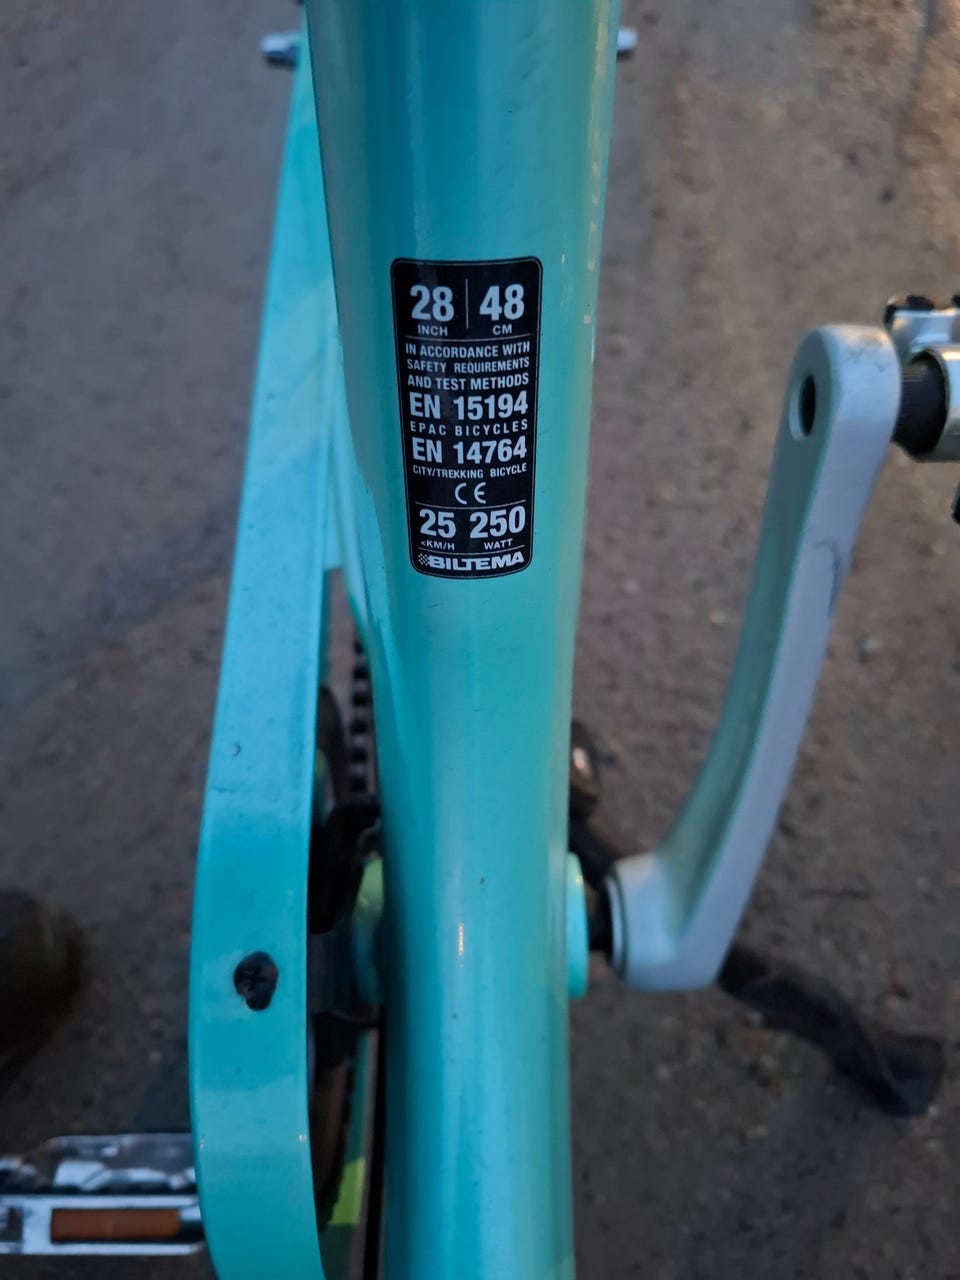 28 48
INCH CM
IN ACCORDANCE WITH
SAFETY REQUIREMENTS
AND TEST METHODS
EN 15194
EPAC BICYCLES
EN 14764
CITY/TREKKING BICYCLE
CE
25 250
<KM/H WATT
BILTEMA